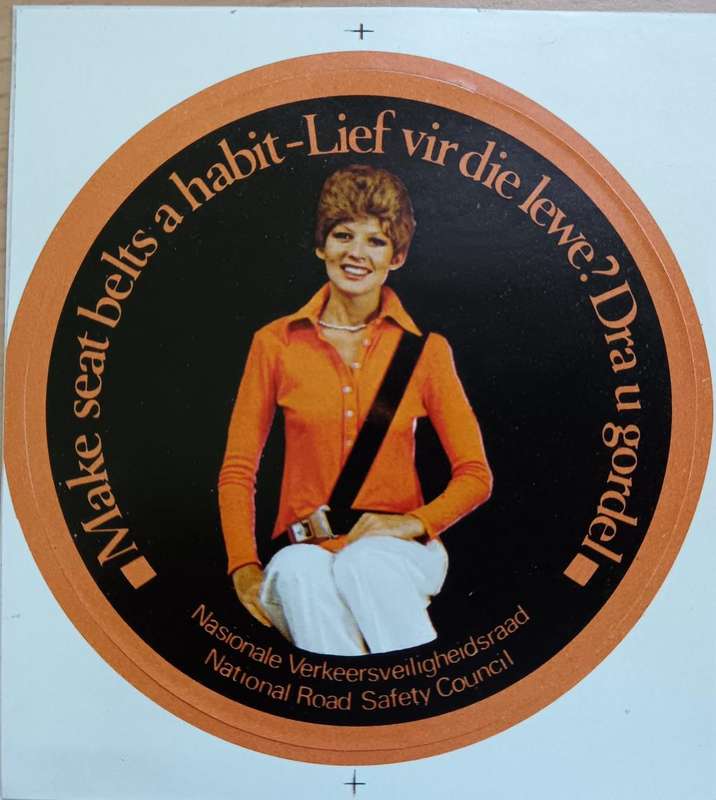 Make seat belts a habit-Lief vir die lewe? Dra u gordel
Nasionale Verkeersveiligheidsraad
National Road Safety Council